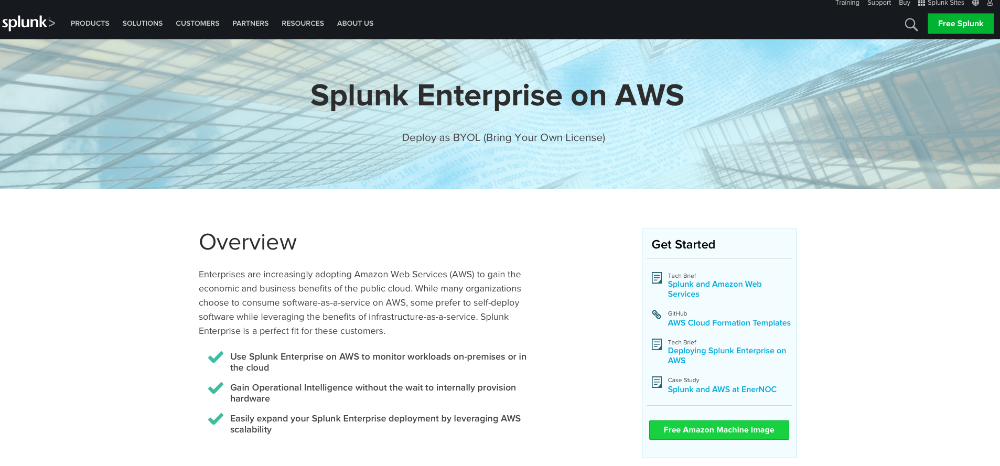 Training Support Buy Splunk Sites
splunk> PRODUCTS SOLUTIONS CUSTOMERS PARTNERS RESOURCES ABOUT US
Free Splunk
Splunk Enterprise on AWS
Deploy as BYOL (Bring Your Own License)
Overview
Enterprises are increasingly adopting Amazon Web Services (AWS) to gain the
economic and business benefits of the public cloud. While many organizations
choose to consume software-as-a-service on AWS, some prefer to self-deploy
software while leveraging the benefits of infrastructure-as-a-service. Splunk
Enterprise is a perfect fit for these customers.
Use Splunk Enterprise on AWS to monitor workloads on-premises or in
the cloud
Gain Operational Intelligence without the wait to internally provision
hardware
Easily expand your Splunk Enterprise deployment by leveraging AWS
scalability
Get Started
Tech Brief
Splunk and Amazon Web
Services
GitHub
AWS Cloud Formation Templates
Tech Brief
Deploying Splunk Enterprise on
AWS
Case Study
Splunk and AWS at EnerNOC
Free Amazon Machine Image